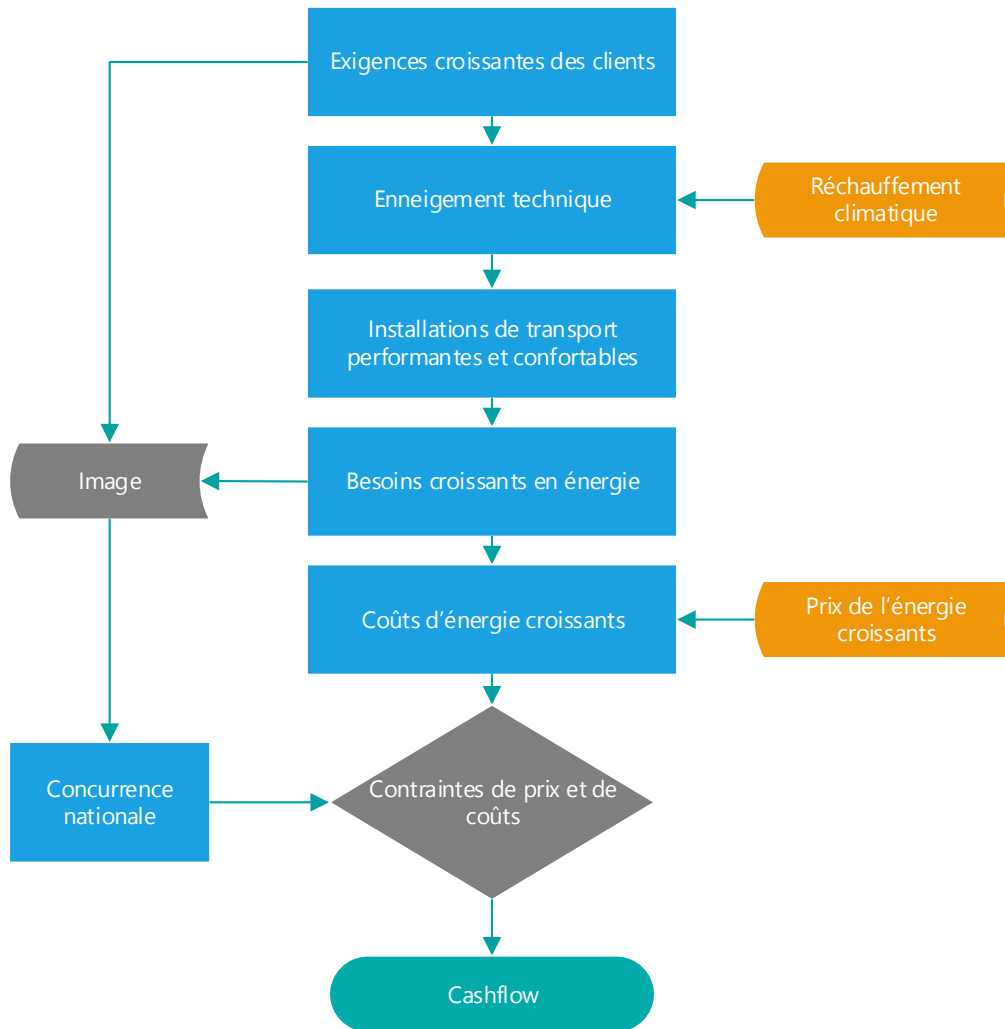 Exigences croissantes des clients
Enneigement technique
Réchauffement
climatique
Installations de transport
performantes et confortables
Image
Besoins croissants en énergie
Coûts d’énergie croissants
Prix de l’énergie
croissants
Concurrence
nationale
Contraintes de prix et de
coûts
Cashflow